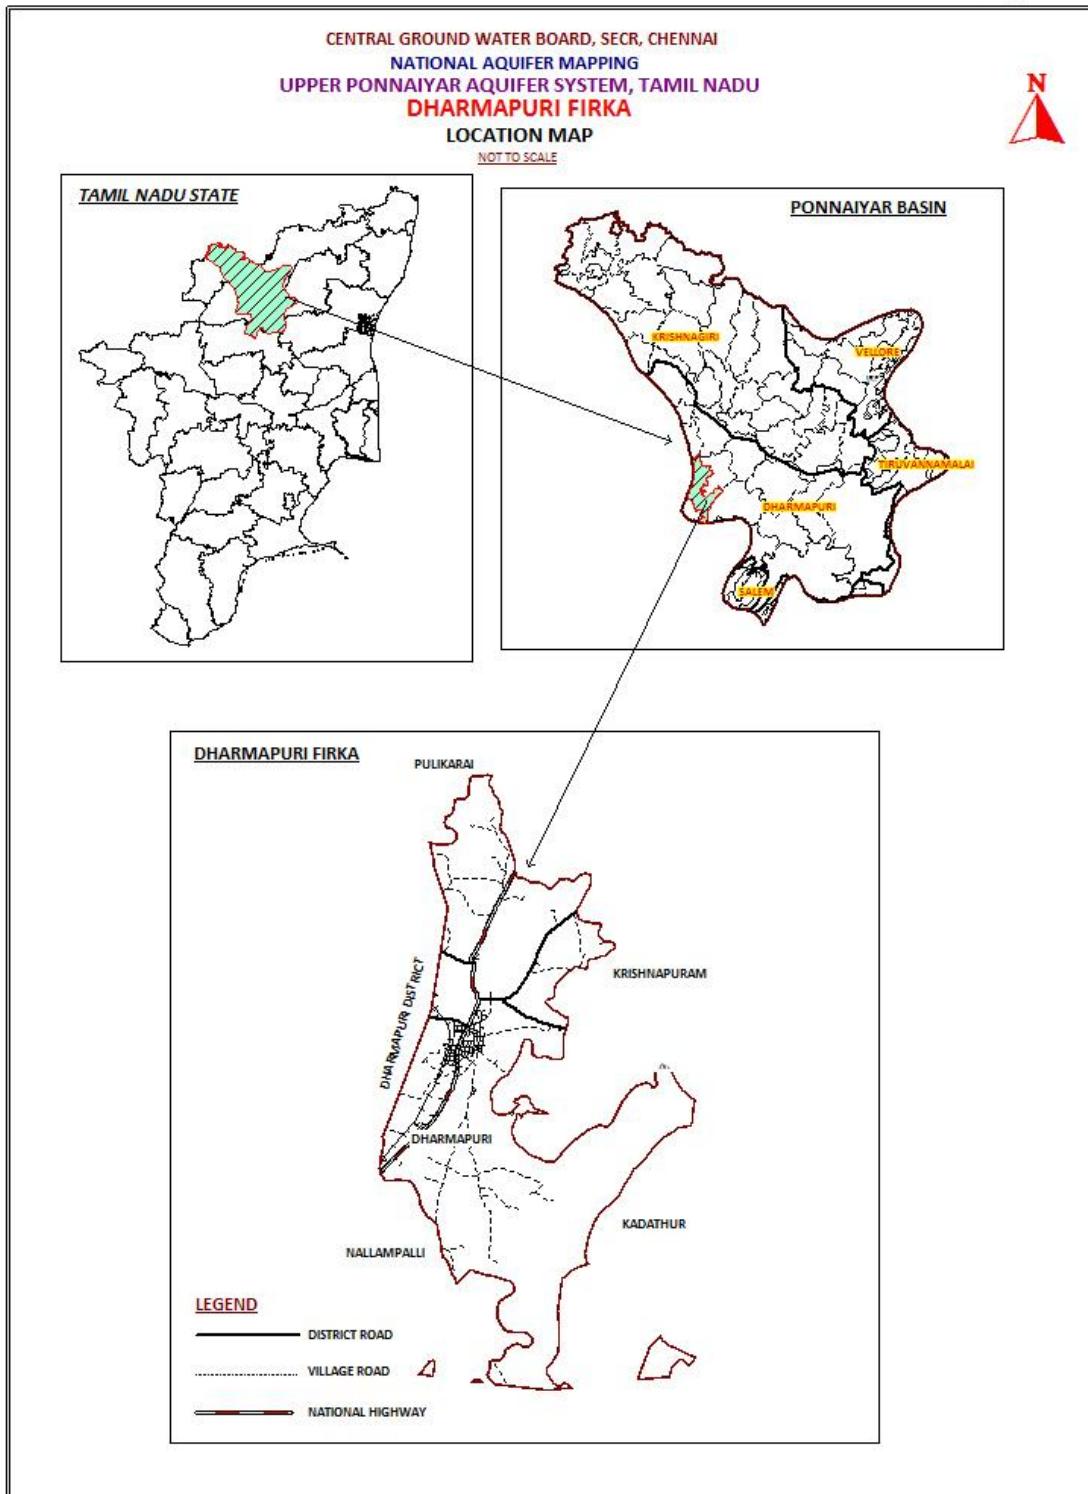 CENTRAL GROUND WATER BOARD, SECR, CHENNAI
NATIONAL AQUIFER MAPPING
UPPER PONNAIYAR AQUIFER SYSTEM, TAMIL NADU
DHARMAPURI FIRKA
LOCATION MAP
NOT TO SCALE
N
TAMIL NADU STATE
PONNAIYAR BASIN
KRISHNAGIRI
VELLORE
TIRUVANNAMALAI
DHARMAPURI
SALEM
DHARMAPURI FIRKA
PULIKARAI
KRISHNAPURAM
DHARMAPURI DISTRICT
DHARMAPURI
KADATHUR
NALLAMPALLI
LEGEND
DISTRICT ROAD
VILLAGE ROAD
NATIONAL HIGHWAY